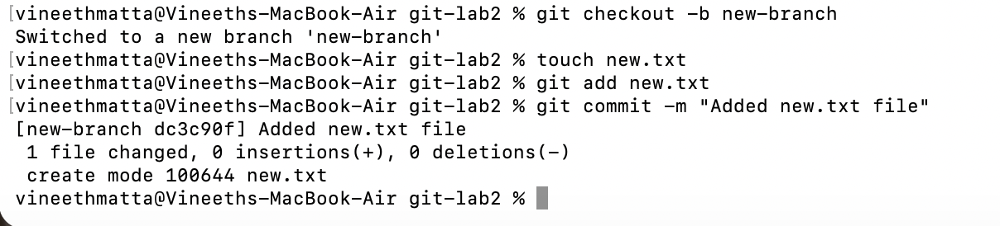 [vineethmatta@Vineeths-MacBook-Air git-lab2 % git checkout -b new-branch
Switched to a new branch 'new-branch'
[vineethmatta@Vineeths-MacBook-Air git-lab2 % touch new.txt
[vineethmatta@Vineeths-MacBook-Air git-lab2 % git add new.txt
[vineethmatta@Vineeths-MacBook-Air git-lab2 % git commit -m "Added new.txt file"
[new-branch dc3c90f] Added new.txt file
 1 file changed, 0 insertions(+), 0 deletions(-)
 create mode 100644 new.txt
vineethmatta@Vineeths-MacBook-Air git-lab2 %